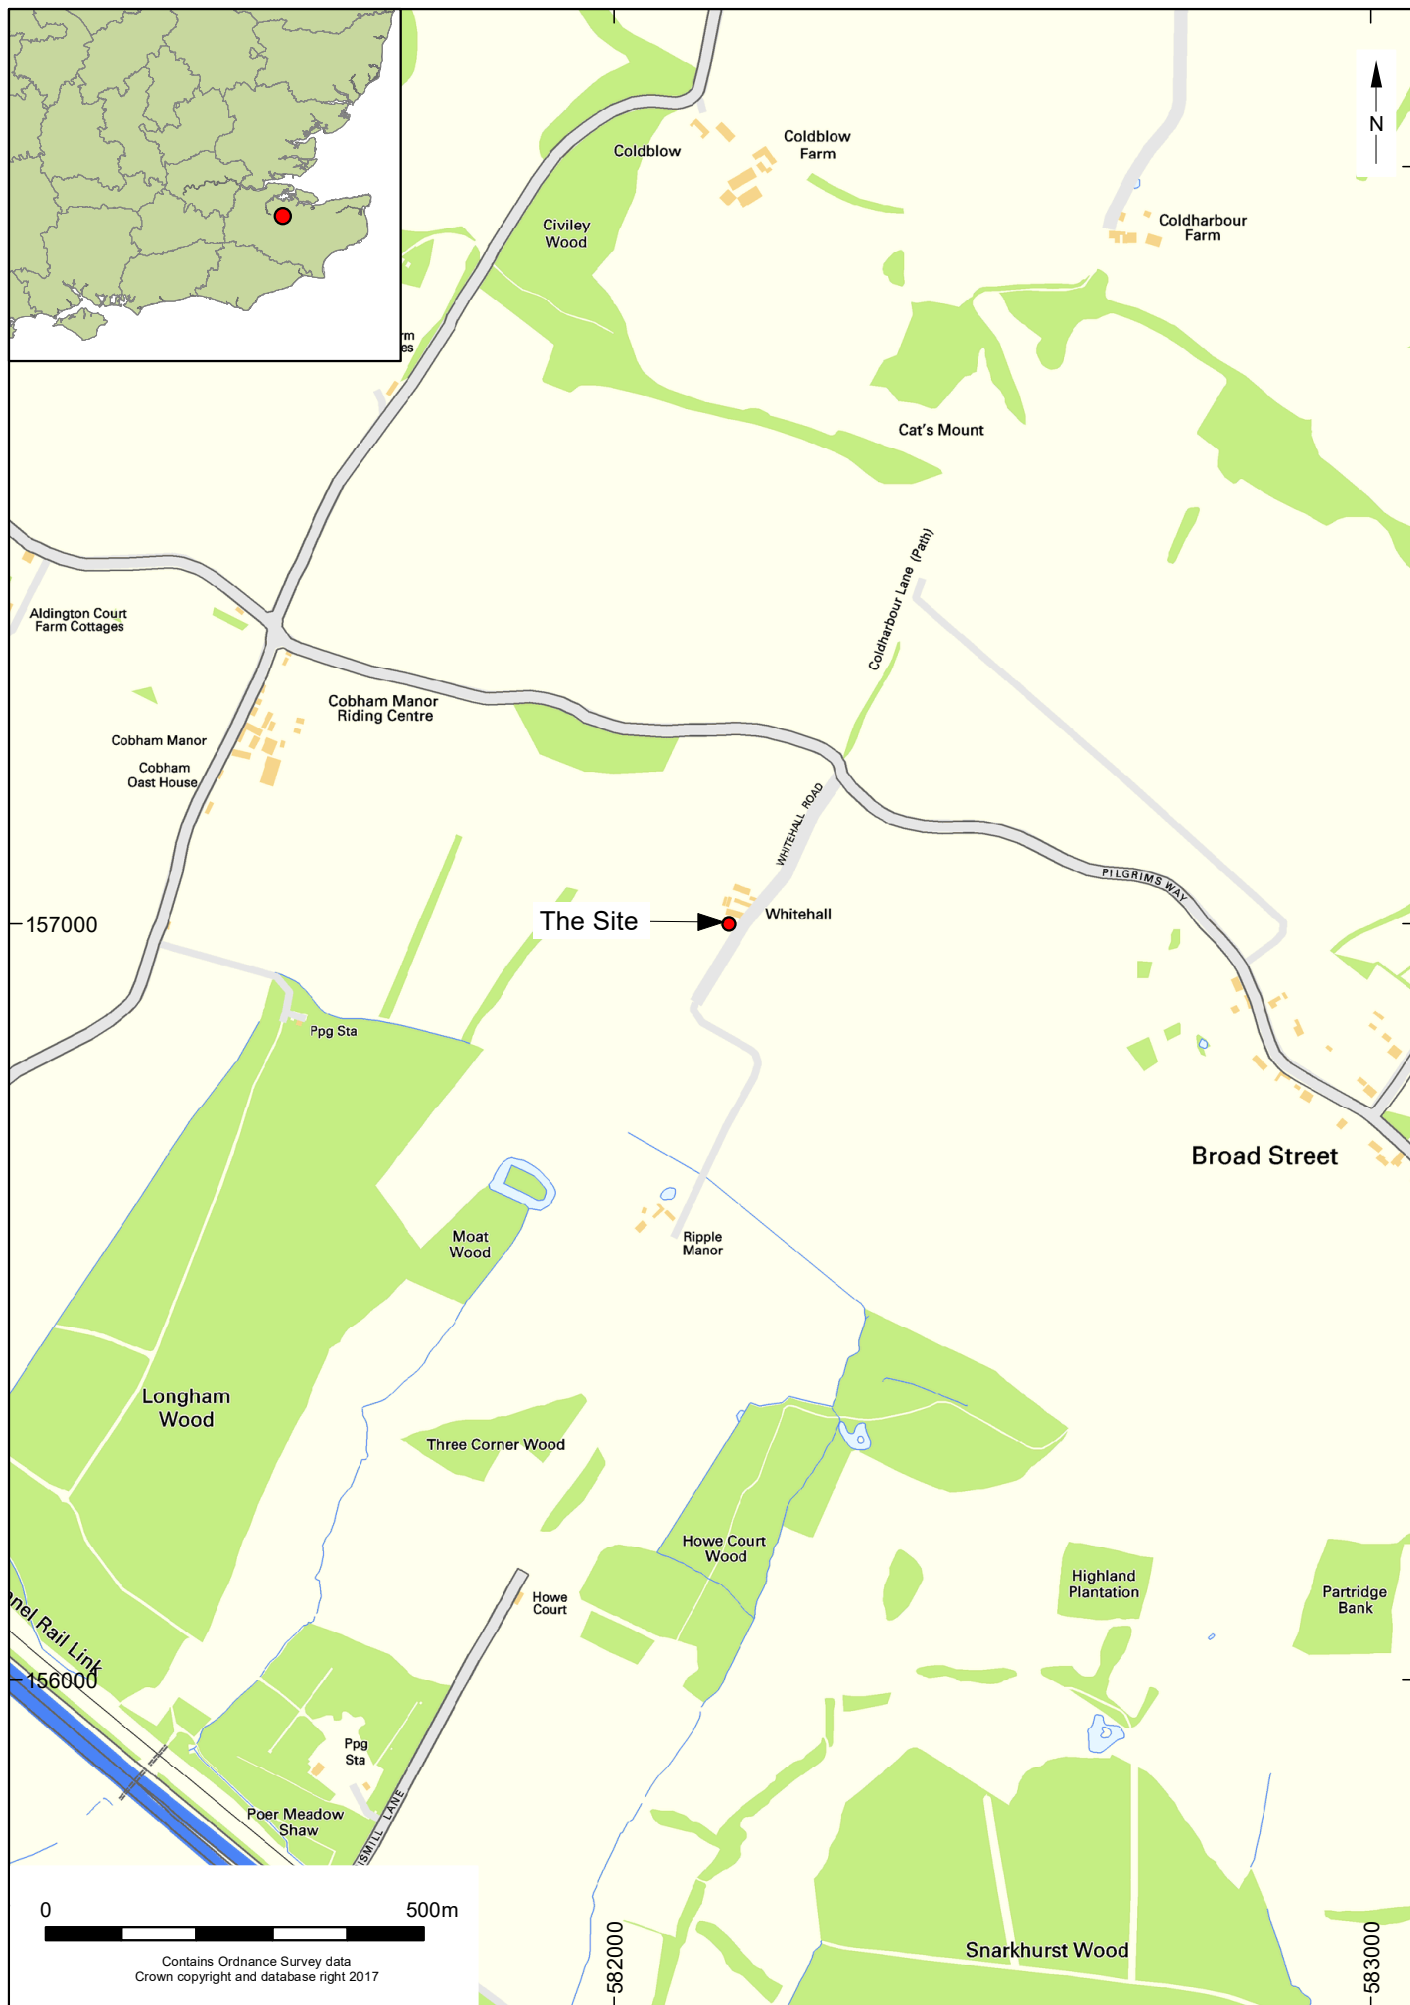 N
Coldblow
Coldblow
Farm
Coldharbour
Farm
Civiley
Wood
Cat's Mount
Coldharbour Lane (Path)
Aldington Court
Farm Cottages
Cobham Manor
Riding Centre
Cobham Manor
Cobham
Oast House
WHITEHALL ROAD
PILGRIMS WAY
The Site
Whitehall
157000
Ppg Sta
Broad Street
Moat
Wood
Ripple
Manor
Longham
Wood
Three Corner Wood
Howe Court
Wood
Howe
Court
Highland
Plantation
Partridge
Bank
nel Rail Link
156000
Ppg
Sta
Poer Meadow
Shaw
ISMILL LANE
0 500m
Contains Ordnance Survey data
Crown copyright and database right 2017
582000
Snarkhurst Wood
583000